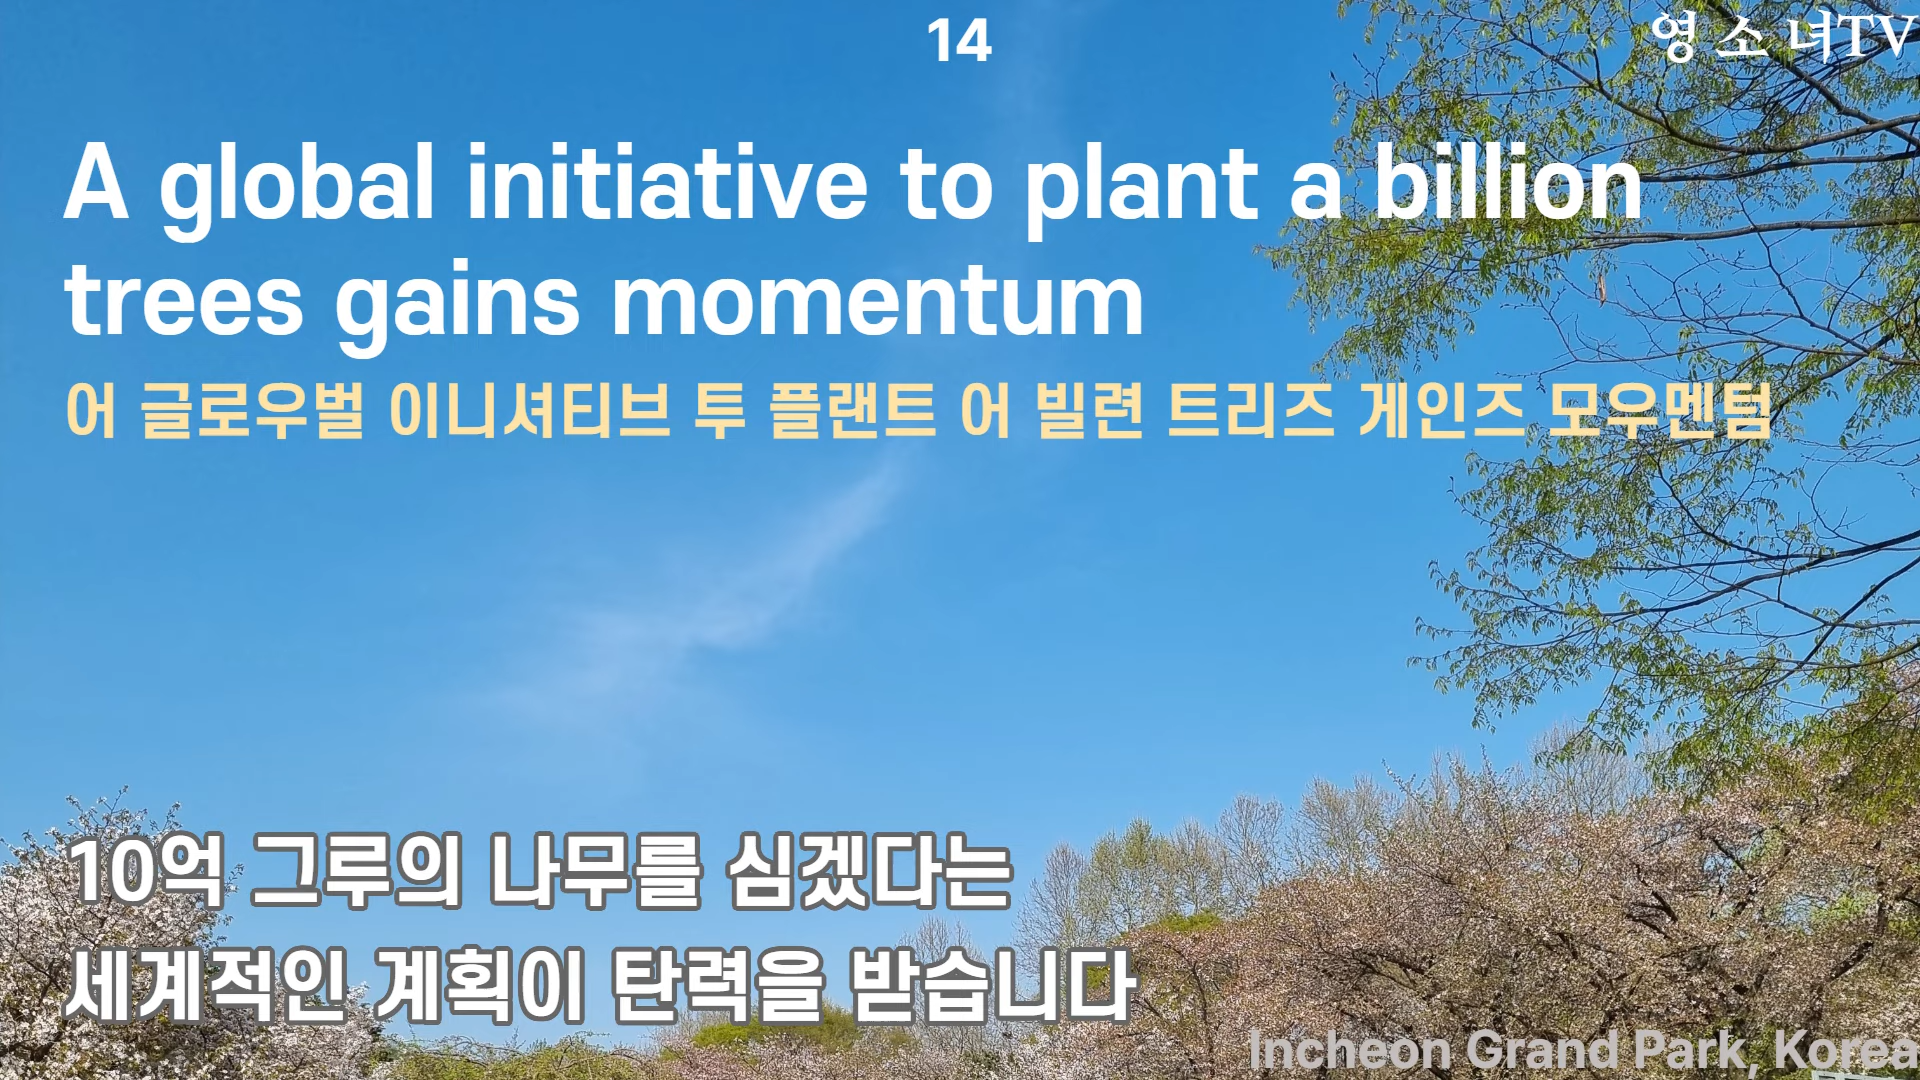 14
영소녀TV
A global initiative to plant a billion
trees gains momentum
어 글로우벌 이니셔티브 투 플랜트 어 빌련 트리즈 게인즈 모우멘텀
10억 그루의 나무를 심겠다는
세계적인 계획이 탄력을 받습니다
Incheon Grand Park, Korea